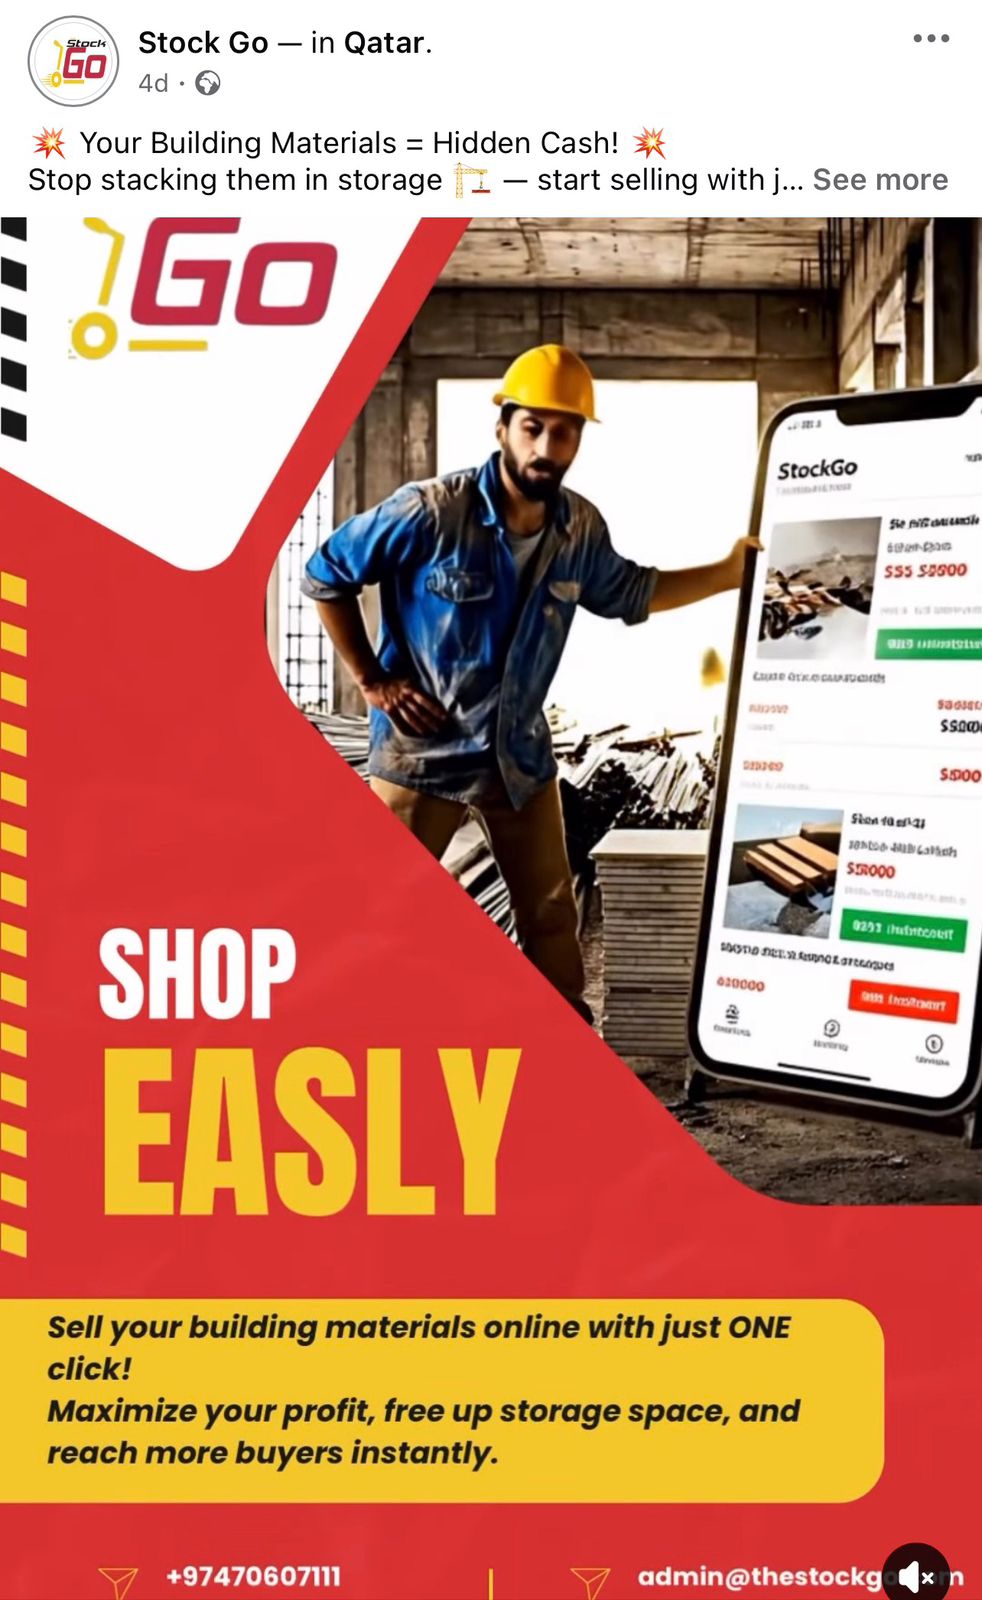 Stock
Go
Stock Go — in Qatar.
4d ·
💥 Your Building Materials = Hidden Cash! 💥
Stop stacking them in storage 🏗️ — start selling with j... See more
Go
StockGo
SHOP
EASLY
Sell your building materials online with just ONE
click!
Maximize your profit, free up storage space, and
reach more buyers instantly.
+97470607111
|
admin@thestockg